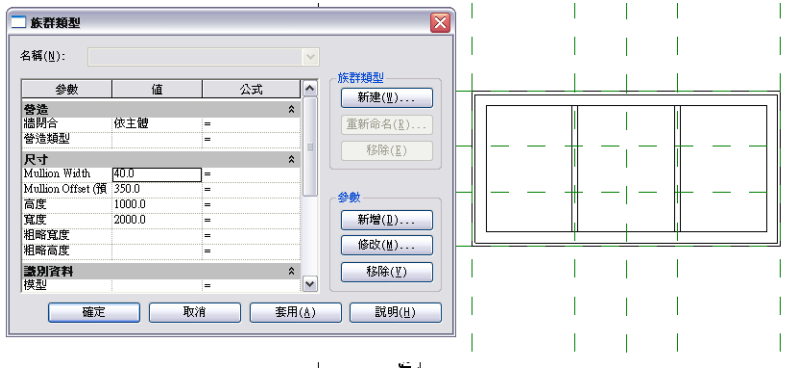 族群類型
名稱(N):
參數 值 公式
營造
牆閉合 依主體 =
營造類型 =
尺寸
Mullion Width 40.0 =
Mullion Offset (預 350.0 =
高度 1000.0 =
寬度 2000.0 =
粗略寬度 =
粗略高度 =
識別資料
模型 =
族群類型
新建(W)...
重新命名(R)...
移除(E)
參數
新增(D)...
修改(M)...
移除(V)
確定 取消 套用(A) 說明(H)